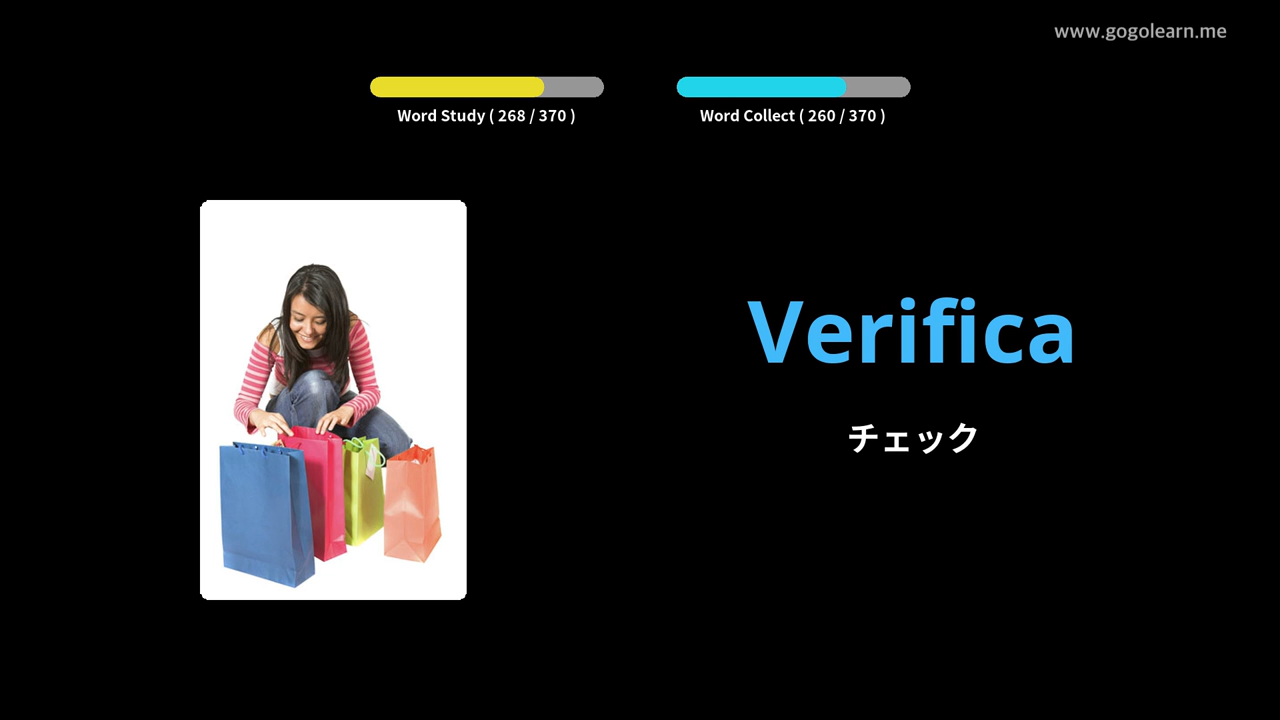 www.gogolearn.me
Word Study ( 268 / 370 )
Word Collect ( 260 / 370 )
Verifica
チェック